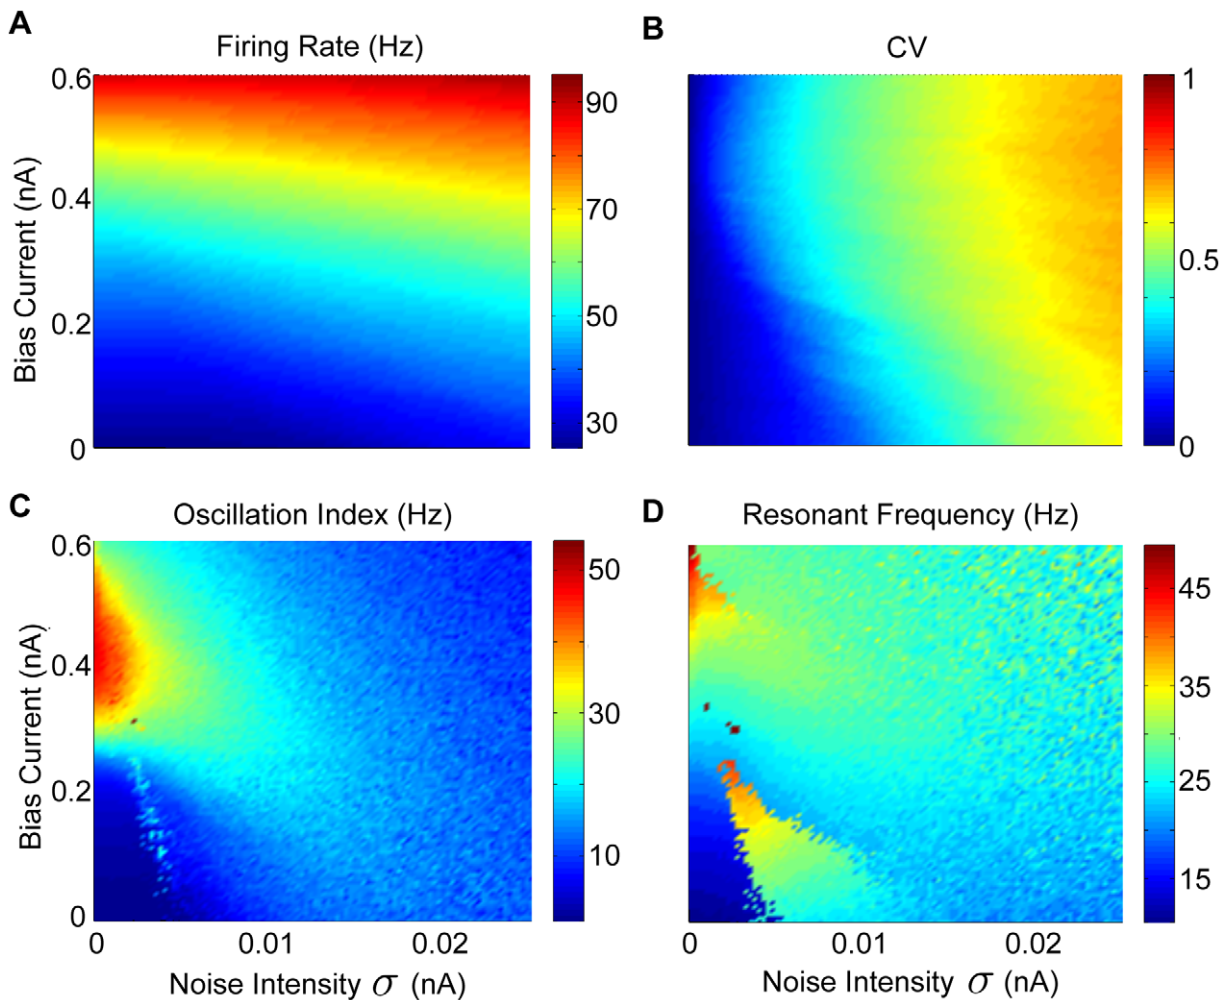 A
Firing Rate (Hz)
B
CV
0.6
0.4
0.2
0
Bias Current (nA)
90
70
50
30
1
0.5
0
C
Oscillation Index (Hz)
D
Resonant Frequency (Hz)
0.6
0.4
0.2
0
Bias Current (nA)
50
30
10
45
35
25
15
0
0.01
0.02
0
0.01
0.02
Noise Intensity σ (nA)
Noise Intensity σ (nA)